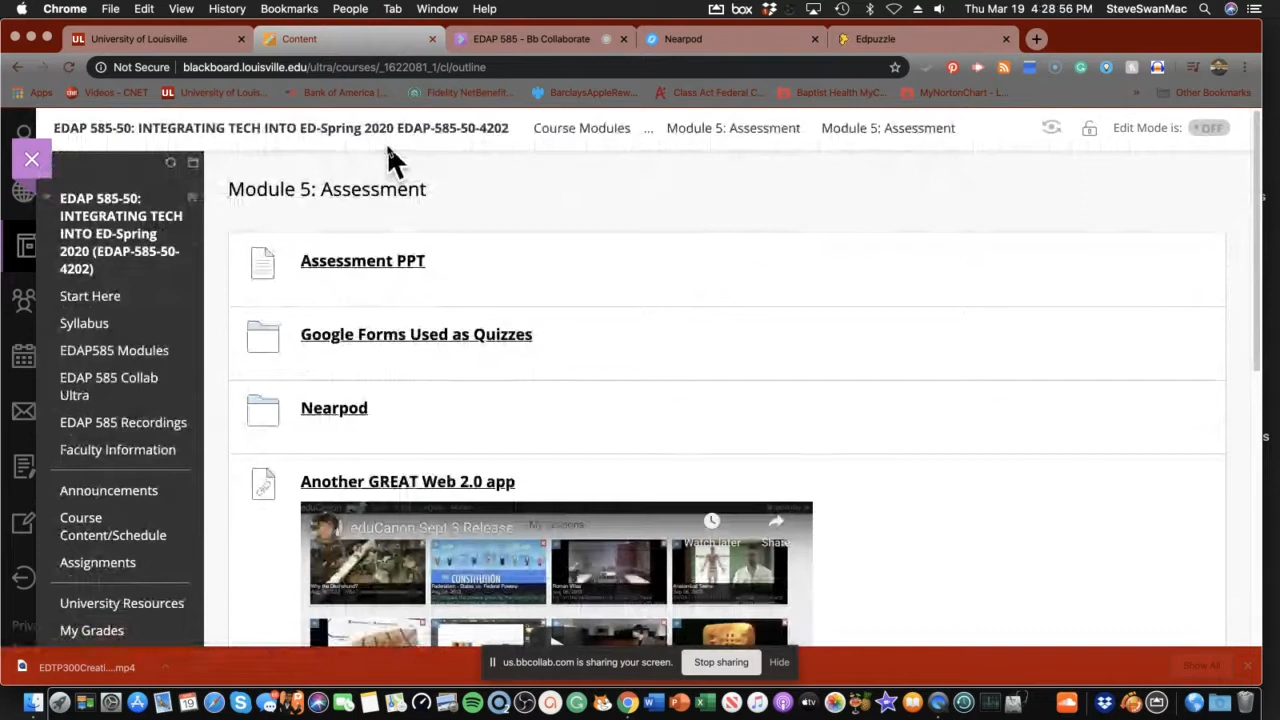 Chrome File Edit View History Bookmarks People Tab Window Help box Thu Mar 19 4:28:56 PM SteveSwanMac
University of Louisville Content EDAP 585 - Bb Collaborate Nearpod Edpuzzle
Not Secure blackboard.louisville.edu/ultra/courses/_1622081_1/cl/outline
Apps Videos - CNET University of Louis... Bank of America |... Fidelity NetBenefit... BarclaysAppleRew... Class Act Federal C... Baptist Health MyC... MyNortonChart - L... » Other Bookmarks
EDAP 585-50: INTEGRATING TECH INTO ED-Spring 2020 EDAP-585-50-4202 Course Modules ... Module 5: Assessment Module 5: Assessment Edit Mode is: OFF
EDAP 585-50:
INTEGRATING TECH
INTO ED-Spring
2020 (EDAP-585-50-
4202)
Start Here
Syllabus
EDAP585 Modules
EDAP 585 Collab
Ultra
EDAP 585 Recordings
Faculty Information
Announcements
Course
Content/Schedule
Assignments
University Resources
My Grades
Module 5: Assessment
Assessment PPT
Google Forms Used as Quizzes
Nearpod
Another GREAT Web 2.0 app
eduCanon Sept 3 Release
Watch later Share
CONSTITUTION
us.bbcollab.com is sharing your screen. Stop sharing Hide
EDTP300Creati....mp4 Show All